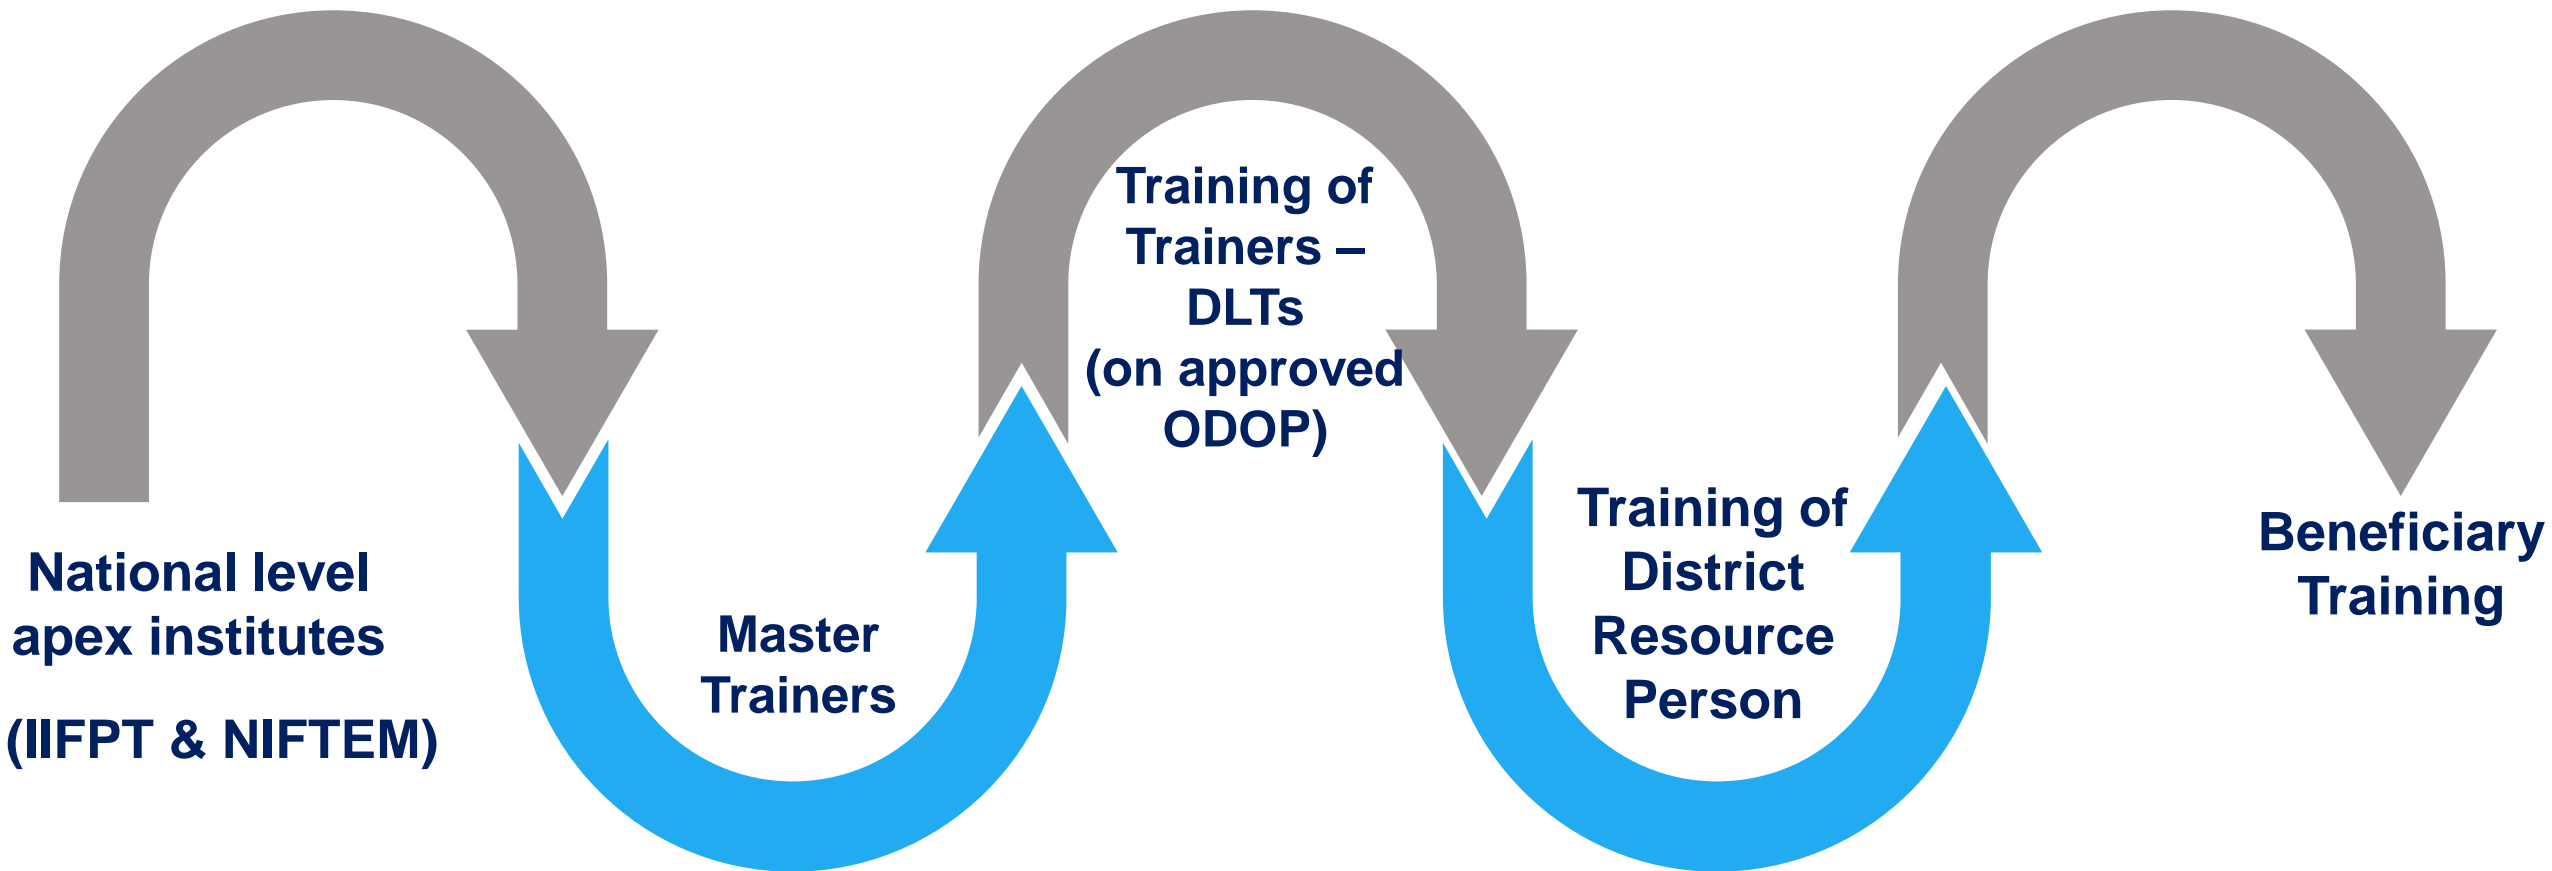 National level
apex institutes
(IIFPT & NIFTEM)
Master
Trainers
Training of
Trainers –
DLTs
(on approved
ODOP)
Training of
District
Resource
Person
Beneficiary
Training